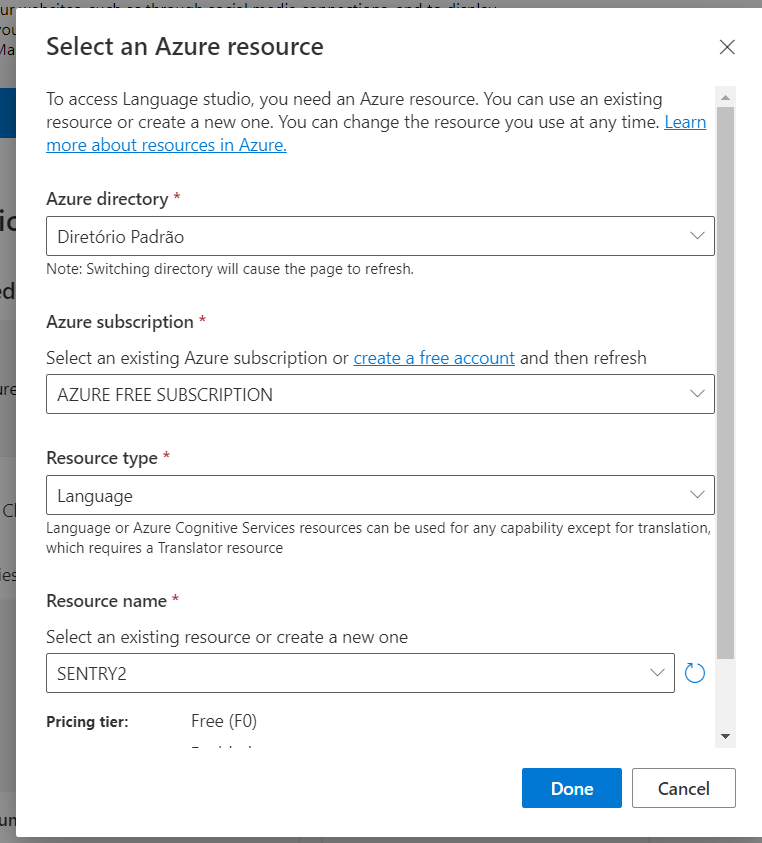 Select an Azure resource
To access Language studio, you need an Azure resource. You can use an existing
resource or create a new one. You can change the resource you use at any time. Learn
more about resources in Azure.
Azure directory *
Diretório Padrão
Note: Switching directory will cause the page to refresh.
Azure subscription *
Select an existing Azure subscription or create a free account and then refresh
AZURE FREE SUBSCRIPTION
Resource type *
Language
Language or Azure Cognitive Services resources can be used for any capability except for translation,
which requires a Translator resource
Resource name *
Select an existing resource or create a new one
SENTRY2
Pricing tier: Free (F0)
Done Cancel